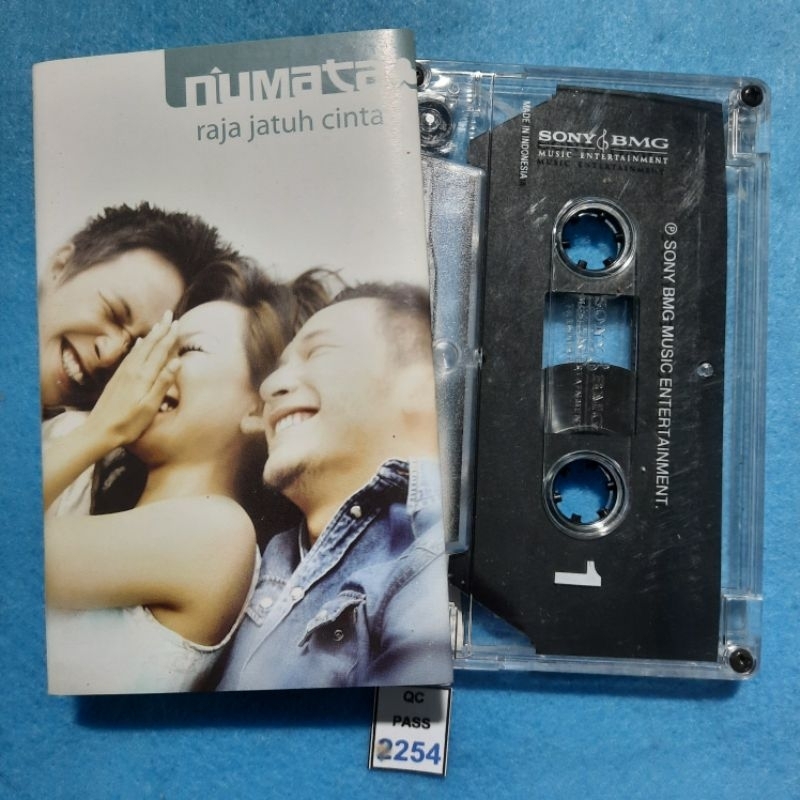 numata
raja jatuh cinta
MADE IN INDONESIA
SONY BMG
MUSIC ENTERTAINMENT
℗ SONY BMG MUSIC ENTERTAINMENT.
1
QC
PASS
2254